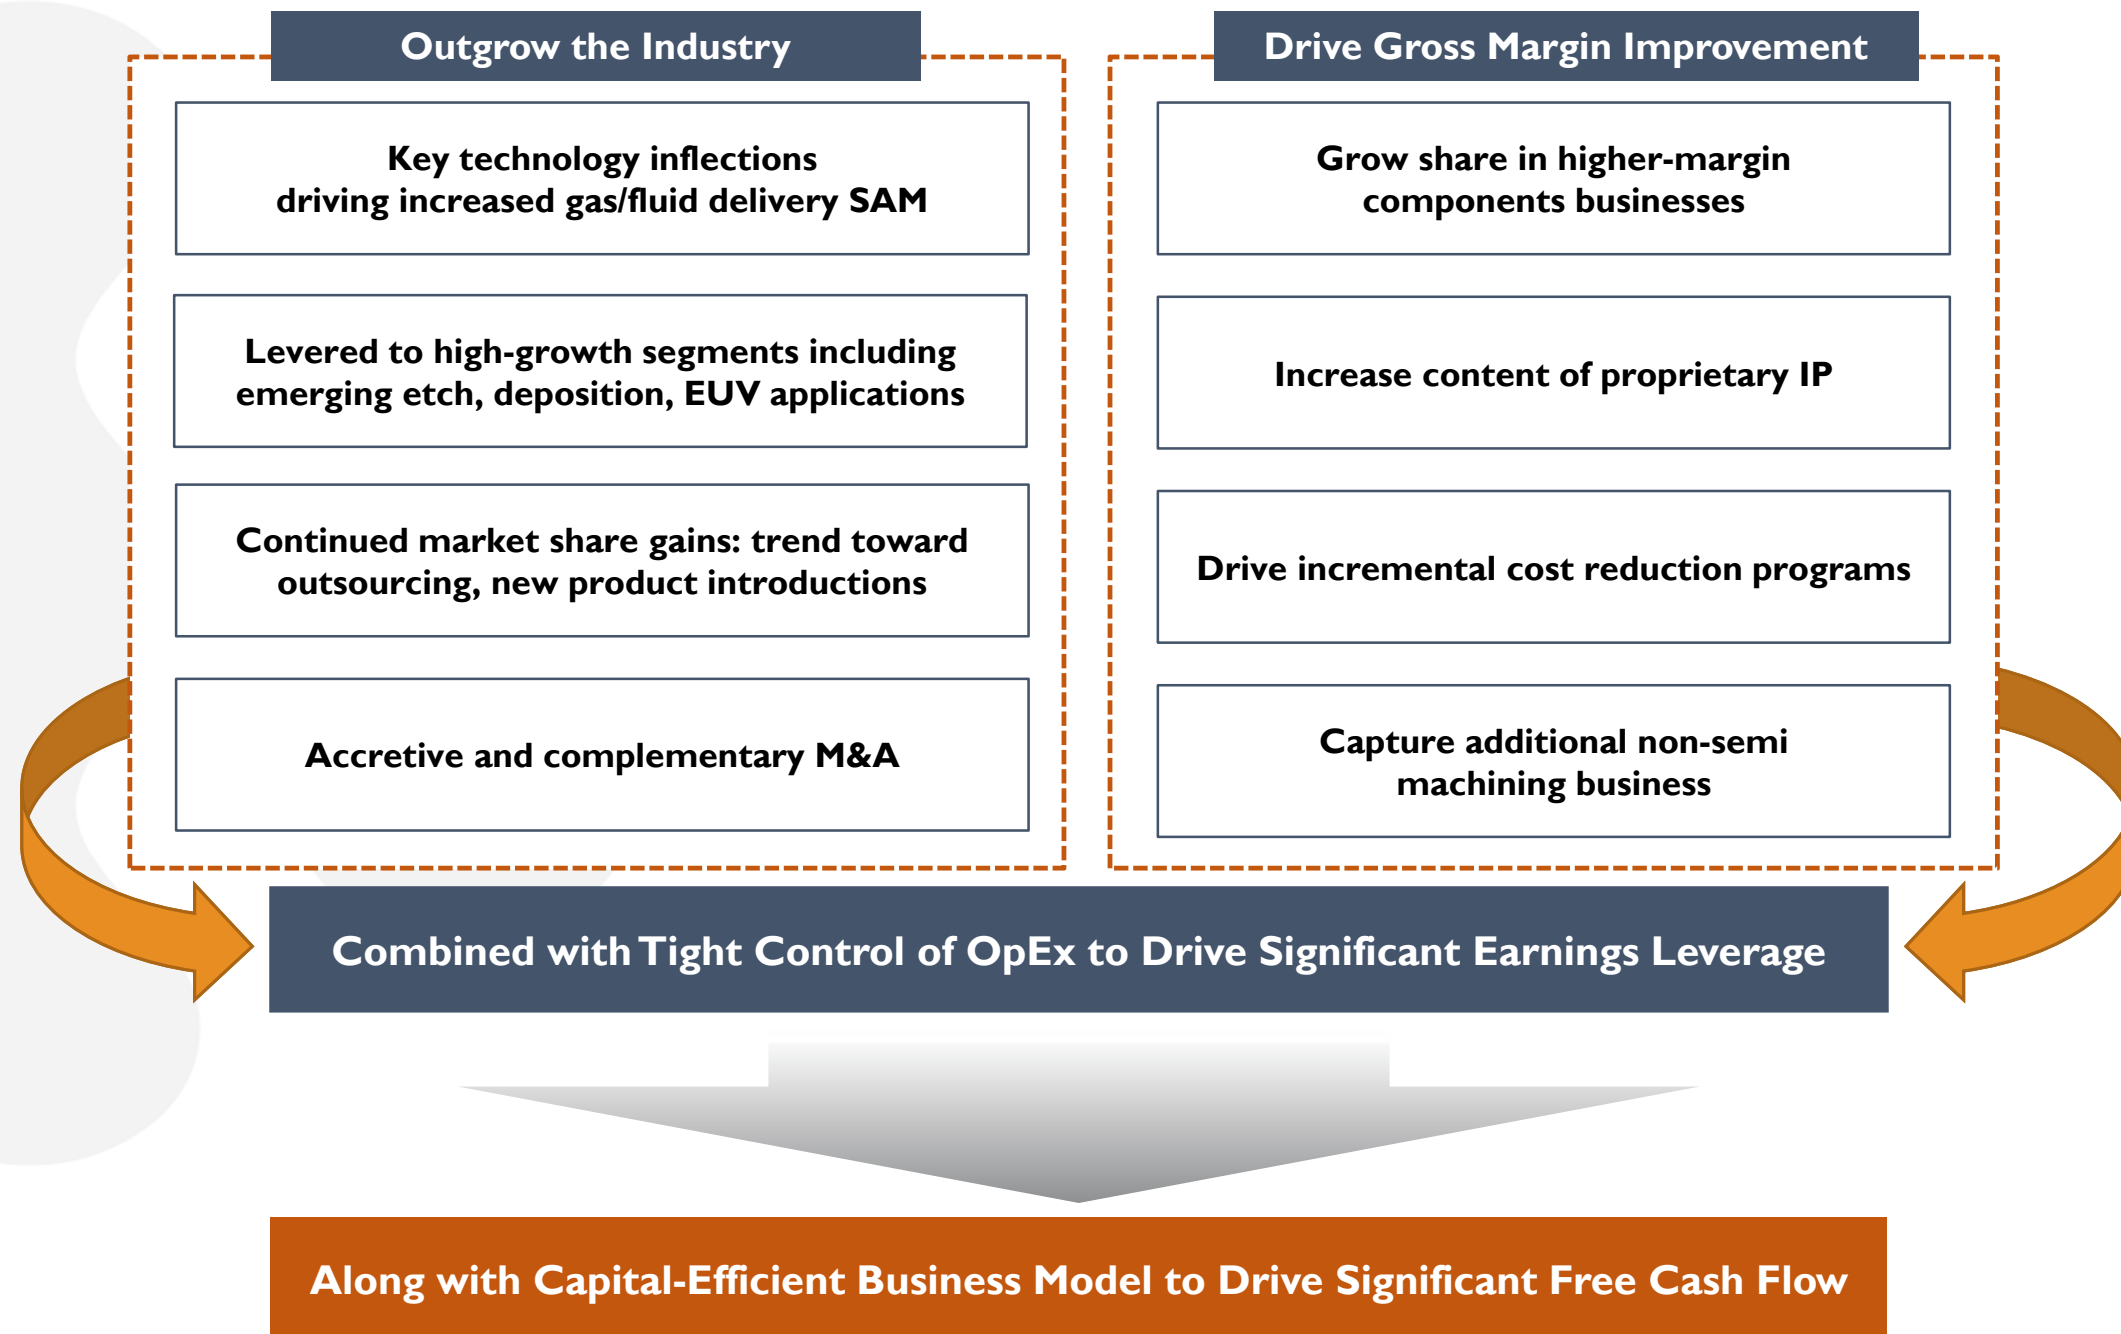 Outgrow the Industry
Key technology inflections
driving increased gas/fluid delivery SAM
Levered to high-growth segments including
emerging etch, deposition, EUV applications
Continued market share gains: trend toward
outsourcing, new product introductions
Accretive and complementary M&A
Drive Gross Margin Improvement
Grow share in higher-margin
components businesses
Increase content of proprietary IP
Drive incremental cost reduction programs
Capture additional non-semi
machining business
Combined with Tight Control of OpEx to Drive Significant Earnings Leverage
Along with Capital-Efficient Business Model to Drive Significant Free Cash Flow